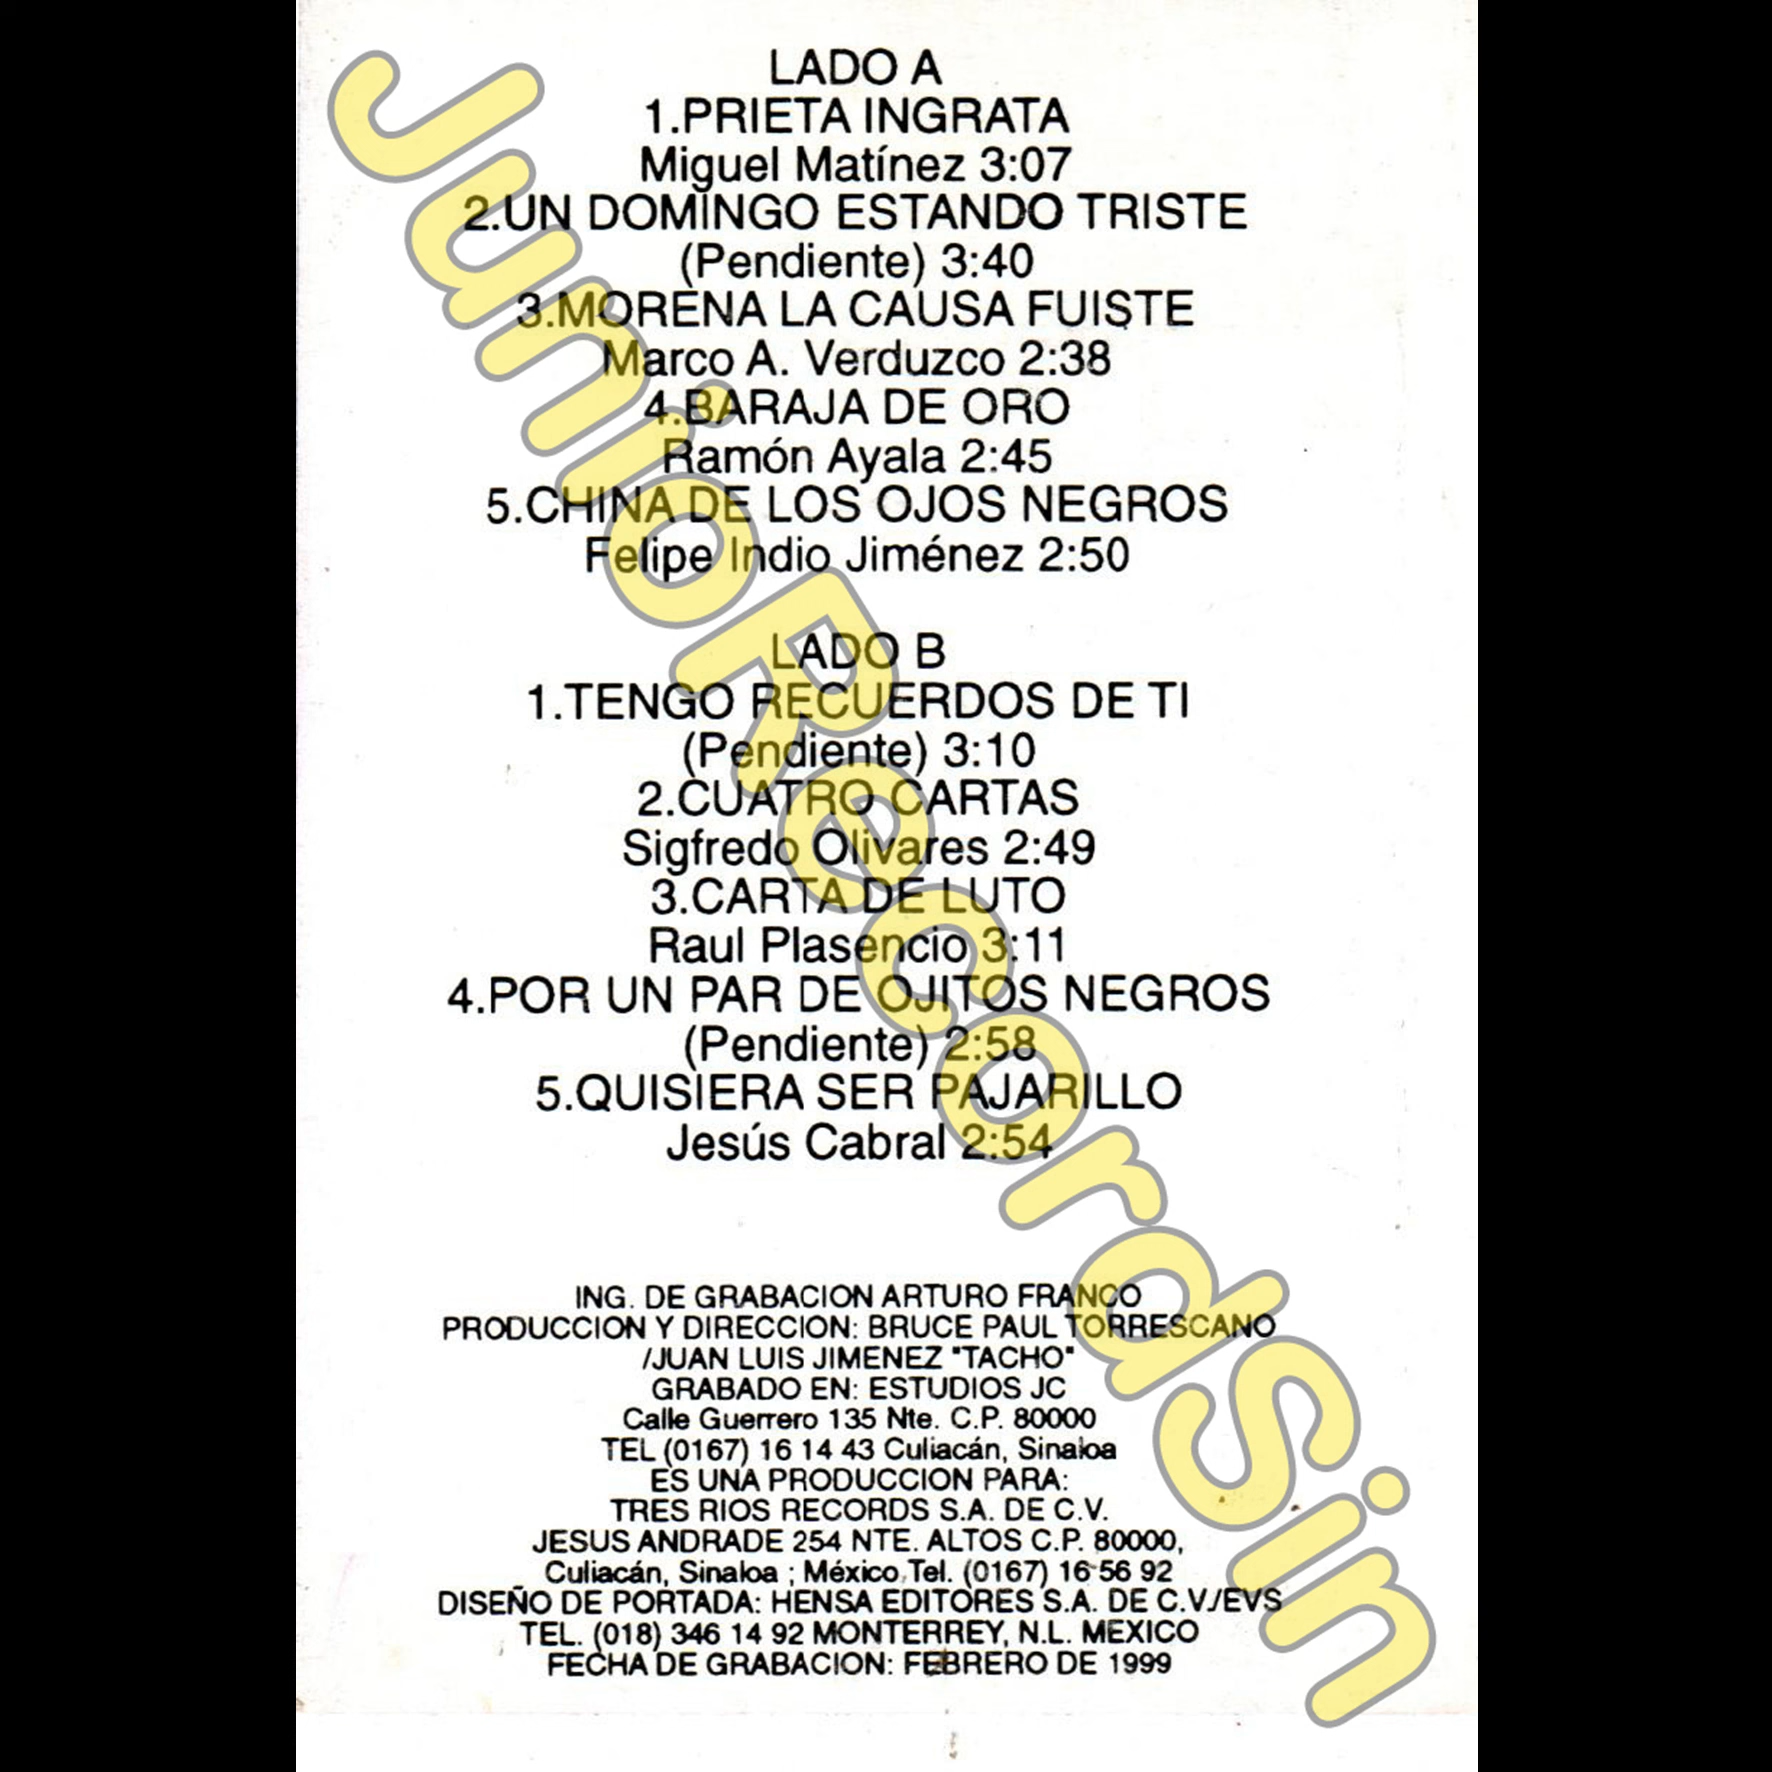 LADO A
1.PRIETA INGRATA
Miguel Matínez 3:07
2.UN DOMINGO ESTANDO TRISTE
(Pendiente) 3:40
3.MORENA LA CAUSA FUISTE
Marco A. Verduzco 2:38
4.BARAJA DE ORO
Ramón Ayala 2:45
5.CHINA DE LOS OJOS NEGROS
Felipe Indio Jiménez 2:50
LADO B
1.TENGO RECUERDOS DE TI
(Pendiente) 3:10
2.CUATRO CARTAS
Sigfredo Olivares 2:49
3.CARTA DE LUTO
Raul Plasencio 3:11
4.POR UN PAR DE OJITOS NEGROS
(Pendiente) 2:58
5.QUISIERA SER PAJARILLO
Jesús Cabral 2:54
ING. DE GRABACION ARTURO FRANCO
PRODUCCION Y DIRECCION: BRUCE PAUL TORRESCANO
/JUAN LUIS JIMENEZ "TACHO"
GRABADO EN: ESTUDIOS JC
Calle Guerrero 135 Nte. C.P. 80000
TEL (0167) 16 14 43 Culiacán, Sinaloa
ES UNA PRODUCCION PARA:
TRES RIOS RECORDS S.A. DE C.V.
JESUS ANDRADE 254 NTE. ALTOS C.P. 80000,
Culiacán, Sinaloa ; México Tel. (0167) 16 56 92
DISEÑO DE PORTADA: HENSA EDITORES S.A. DE C.V./EVS
TEL. (018) 346 14 92 MONTERREY, N.L. MEXICO
FECHA DE GRABACION: FEBRERO DE 1999
JunioRecordSin